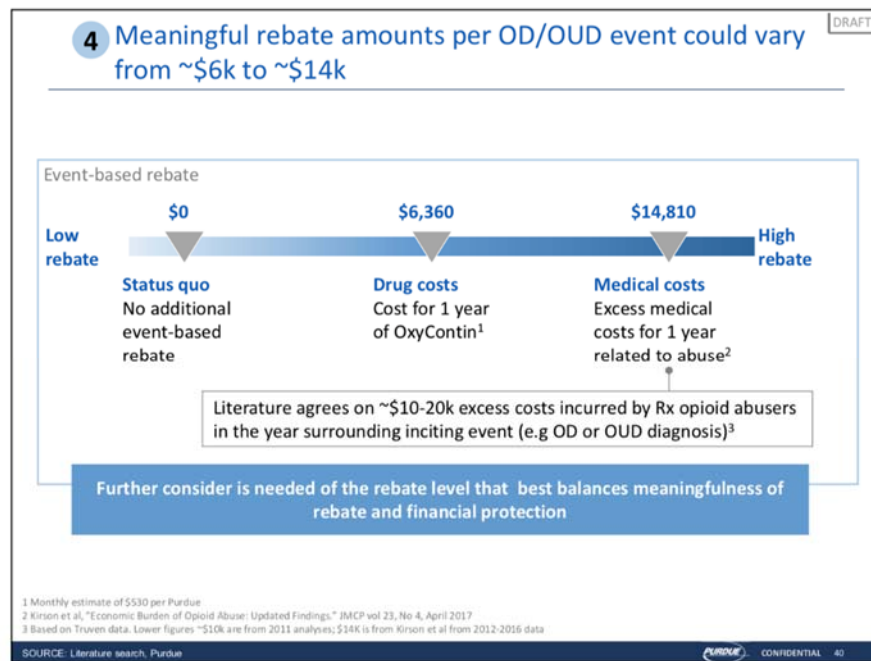 DRAFT
4 Meaningful rebate amounts per OD/OUD event could vary
from ~$6k to ~$14k
Event-based rebate
$0 $6,360 $14,810
Low
rebate
High
rebate
Status quo
No additional
event-based
rebate
Drug costs
Cost for 1 year
of OxyContin1
Medical costs
Excess medical
costs for 1 year
related to abuse2
Literature agrees on ~$10-20k excess costs incurred by Rx opioid abusers
in the year surrounding inciting event (e.g OD or OUD diagnosis)3
Further consider is needed of the rebate level that best balances meaningfulness of
rebate and financial protection
1 Monthly estimate of $530 per Purdue
2 Kirson et al, "Economic Burden of Opioid Abuse: Updated Findings." JMCP vol 23, No 4, April 2017
3 Based on Truven data. Lower figures ~$10k are from 2011 analyses; $14K is from Kirson et al from 2012-2016 data
SOURCE: Literature search, Purdue
PURDUE CONFIDENTIAL 40